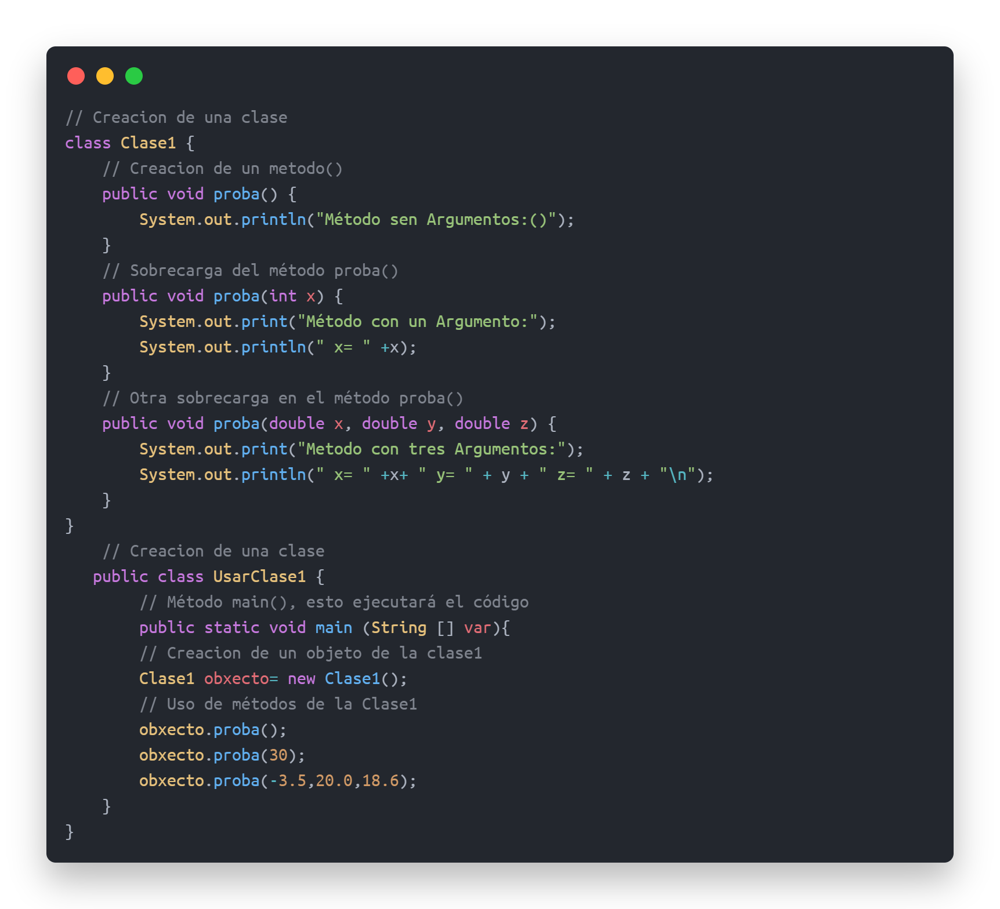 // Creacion de una clase
class Clase1 {
    // Creacion de un metodo()
    public void proba() {
        System.out.println("Método sen Argumentos:()");
    }
    // Sobrecarga del método proba()
    public void proba(int x) {
        System.out.print("Método con un Argumento:");
        System.out.println(" x= " +x);
    }
    // Otra sobrecarga en el método proba()
    public void proba(double x, double y, double z) {
        System.out.print("Metodo con tres Argumentos:");
        System.out.println(" x= " +x+ " y= " + y + " z= " + z + "\n");
    }
}
    // Creacion de una clase
   public class UsarClase1 {
        // Método main(), esto ejecutará el código
        public static void main (String [] var){
        // Creacion de un objeto de la clase1
        Clase1 obxecto= new Clase1();
        // Uso de métodos de la Clase1
        obxecto.proba();
        obxecto.proba(30);
        obxecto.proba(-3.5,20.0,18.6);
    }
}